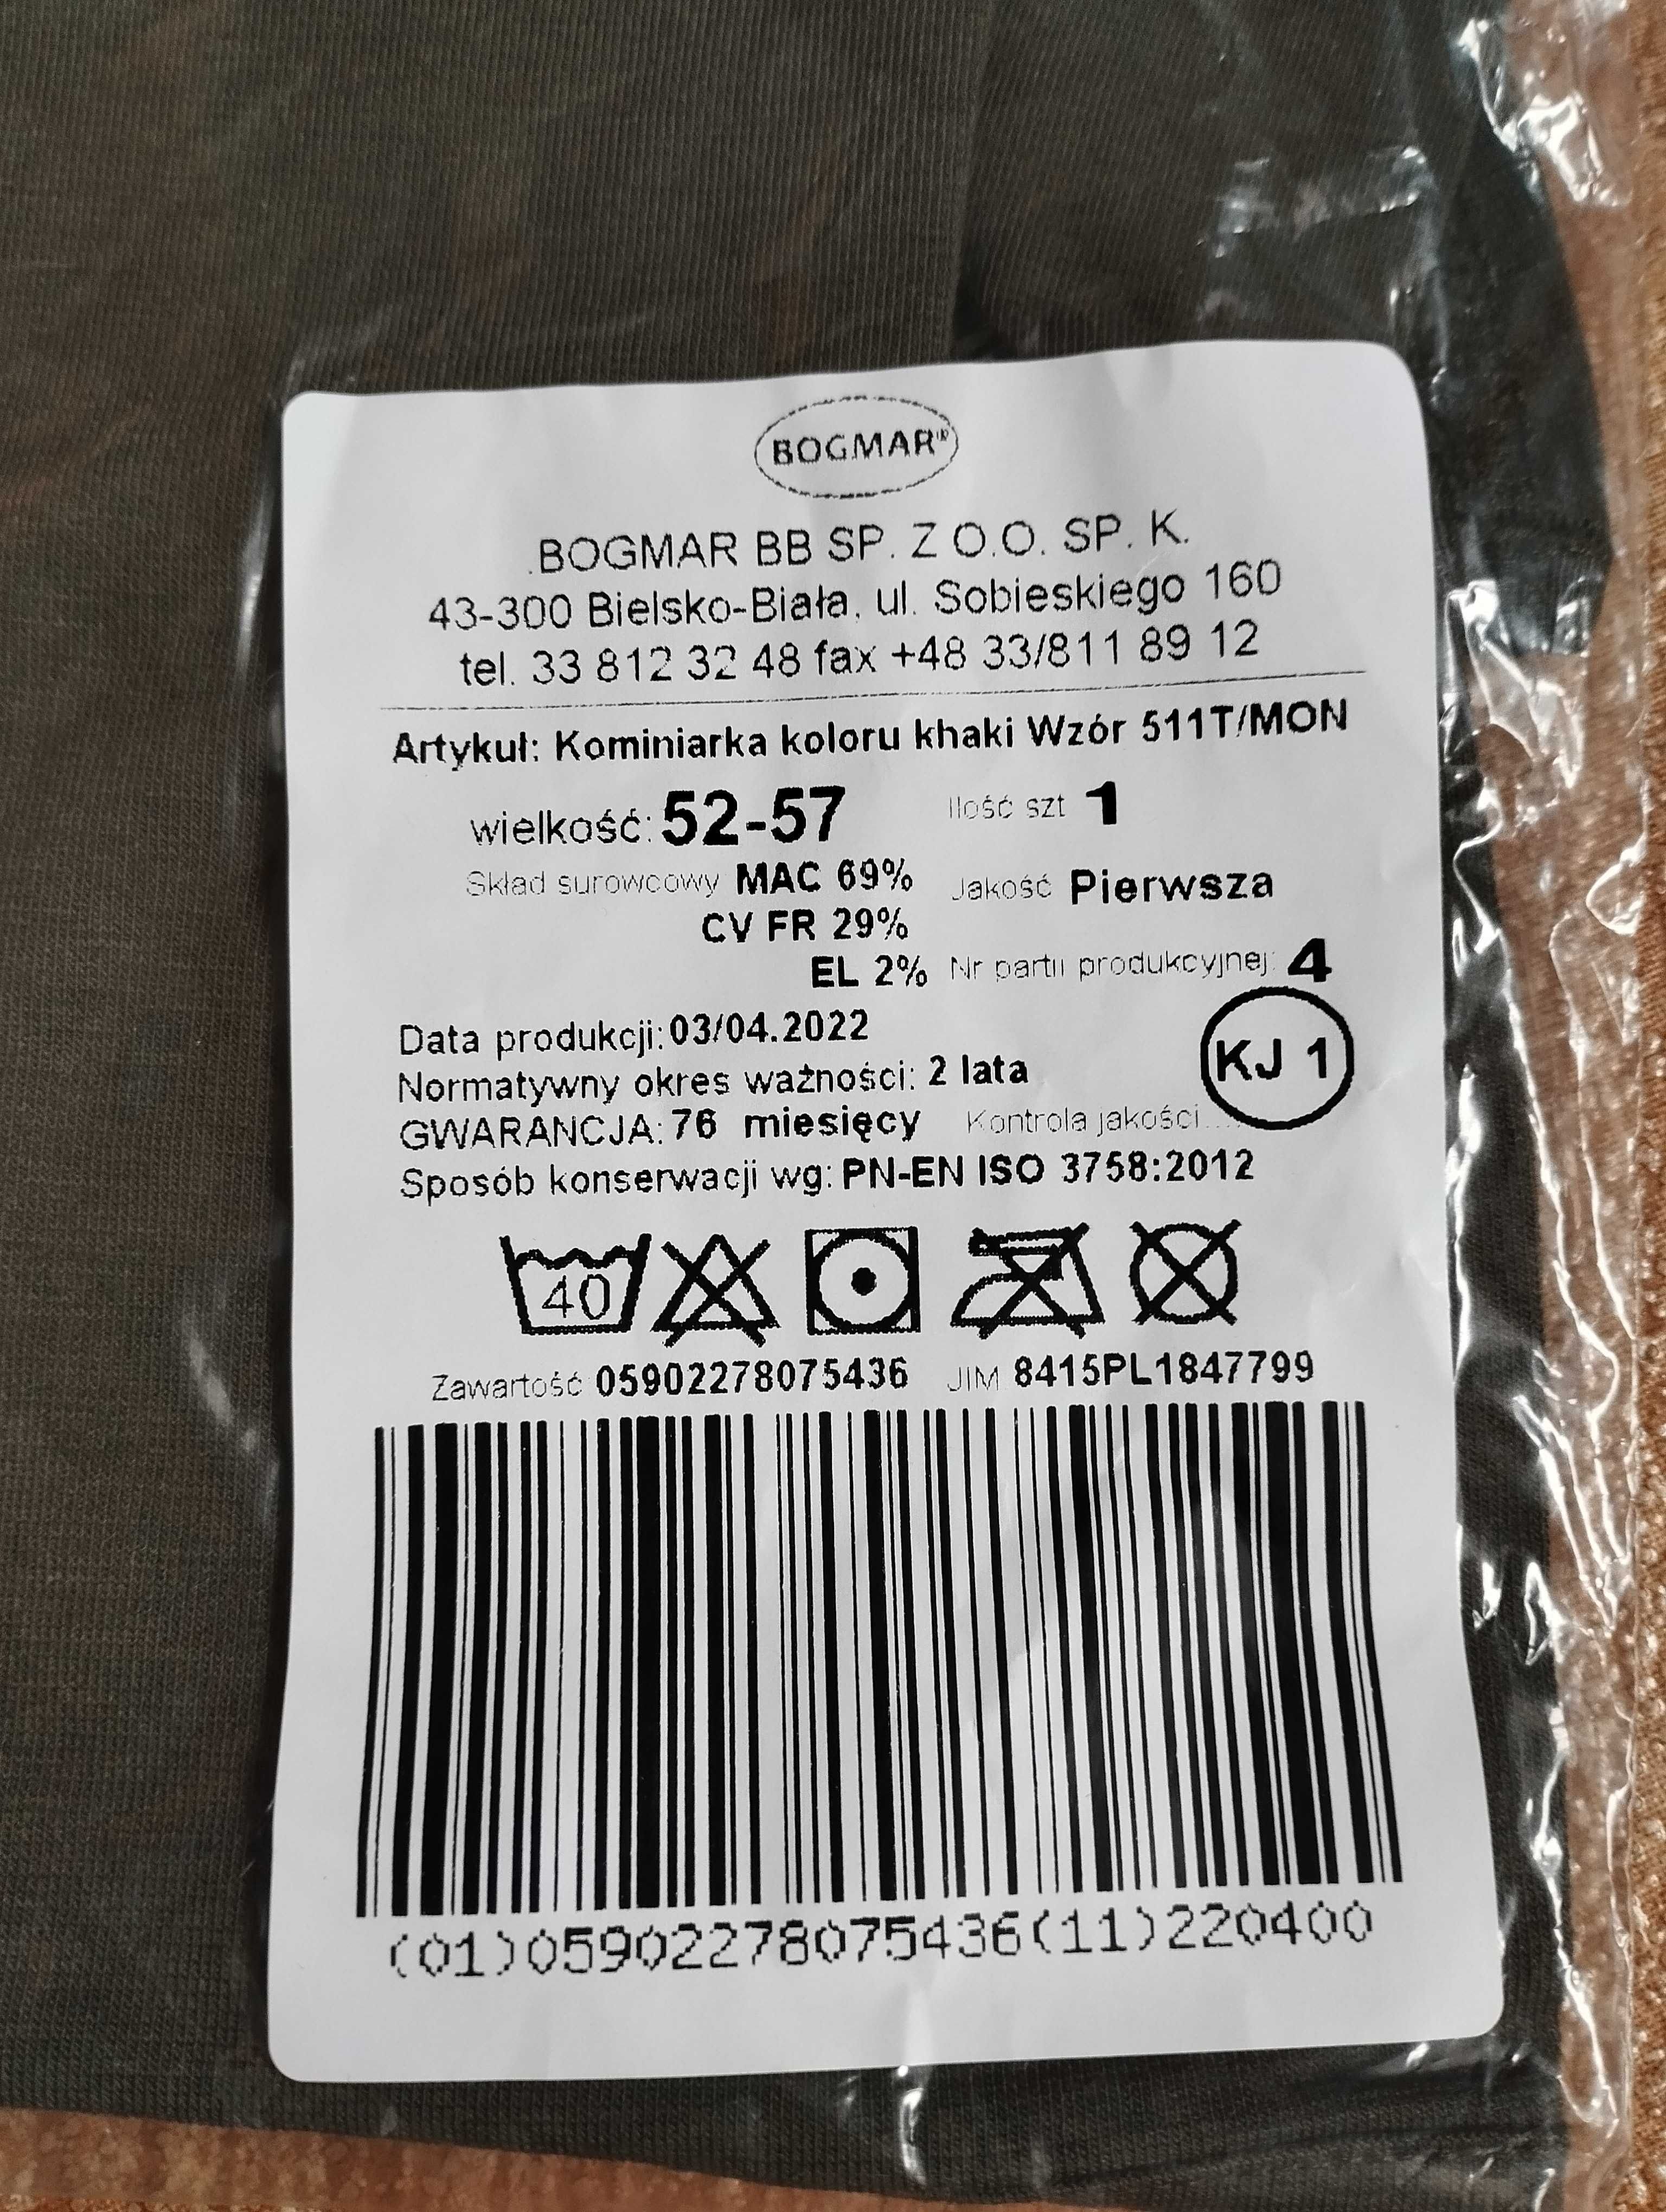 BOGMAR®
BOGMAR BB SP. Z O.O. SP. K.
43-300 Bielsko-Biała, ul. Sobieskiego 160
tel. 33 812 32 48 fax +48 33/811 89 12
Artykuł: Kominiarka koloru khaki Wzór 511T/MON
wielkość: 52-57 Ilość szt 1
Skład surowcowy MAC 69% Jakość Pierwsza
CV FR 29%
EL 2% Nr partii produkcyjnej: 4
Data produkcji: 03/04.2022
KJ 1
Normatywny okres ważności: 2 lata
GWARANCJA: 76 miesięcy Kontrola jakości....
Sposób konserwacji wg: PN-EN ISO 3758:2012
40
Zawartość 05902278075436 JIM 8415PL1847799
(01)05902278075436(11)220400